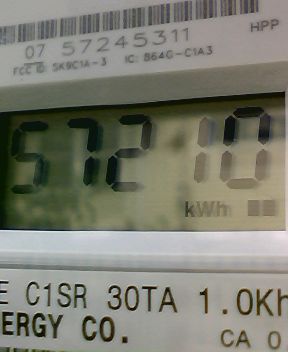 07 57245311
HPP
FCC ID: SK9C1A-3 IC: 864G-C1A3
57210
kWh
E C1SR 30TA 1.0Kh
ERGY CO.
CA 0